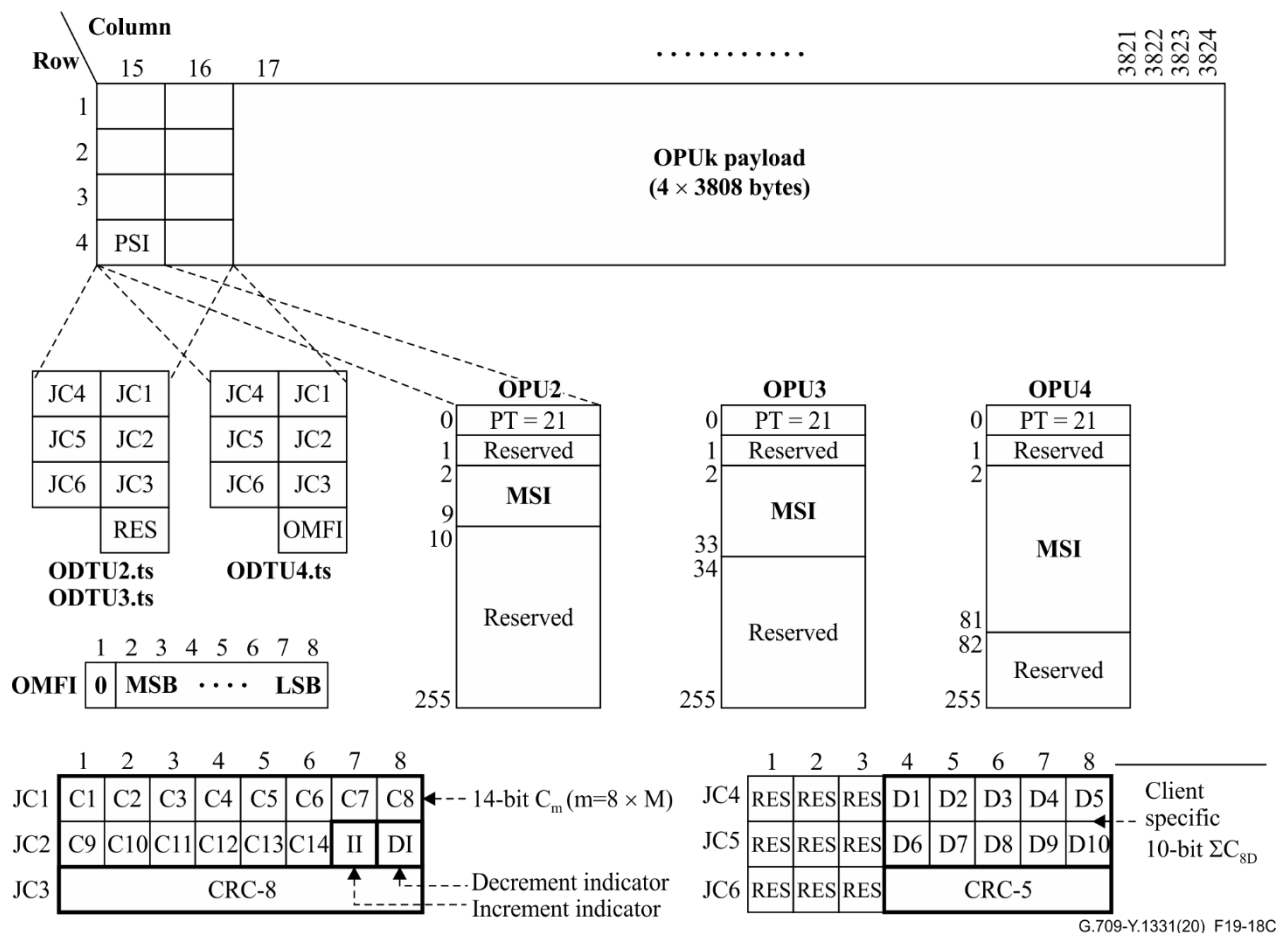 Column
Row
15 16 17 . . . . . . . . . . . 3821 3822 3823 3824
1
2
3
4 PSI
OPUk payload
(4 × 3808 bytes)
JC4 JC1
JC5 JC2
JC6 JC3
RES
ODTU2.ts
ODTU3.ts
JC4 JC1
JC5 JC2
JC6 JC3
OMFI
ODTU4.ts
OPU2
0 PT = 21
1 Reserved
2
MSI
9
10
Reserved
255
OPU3
0 PT = 21
1 Reserved
2
MSI
33
34
Reserved
255
OPU4
0 PT = 21
1 Reserved
2
MSI
81
82
Reserved
255
1 2 3 4 5 6 7 8
OMFI 0 MSB . . . . LSB
1 2 3 4 5 6 7 8
JC1 C1 C2 C3 C4 C5 C6 C7 C8
JC2 C9 C10 C11 C12 C13 C14 II DI
JC3 CRC-8
14-bit Cm (m=8 × M)
Decrement indicator
Increment indicator
1 2 3 4 5 6 7 8
JC4 RES RES RES D1 D2 D3 D4 D5
JC5 RES RES RES D6 D7 D8 D9 D10
JC6 RES RES RES CRC-5
Client
specific
10-bit ΣC8D
G.709-Y.1331(20)_F19-18C